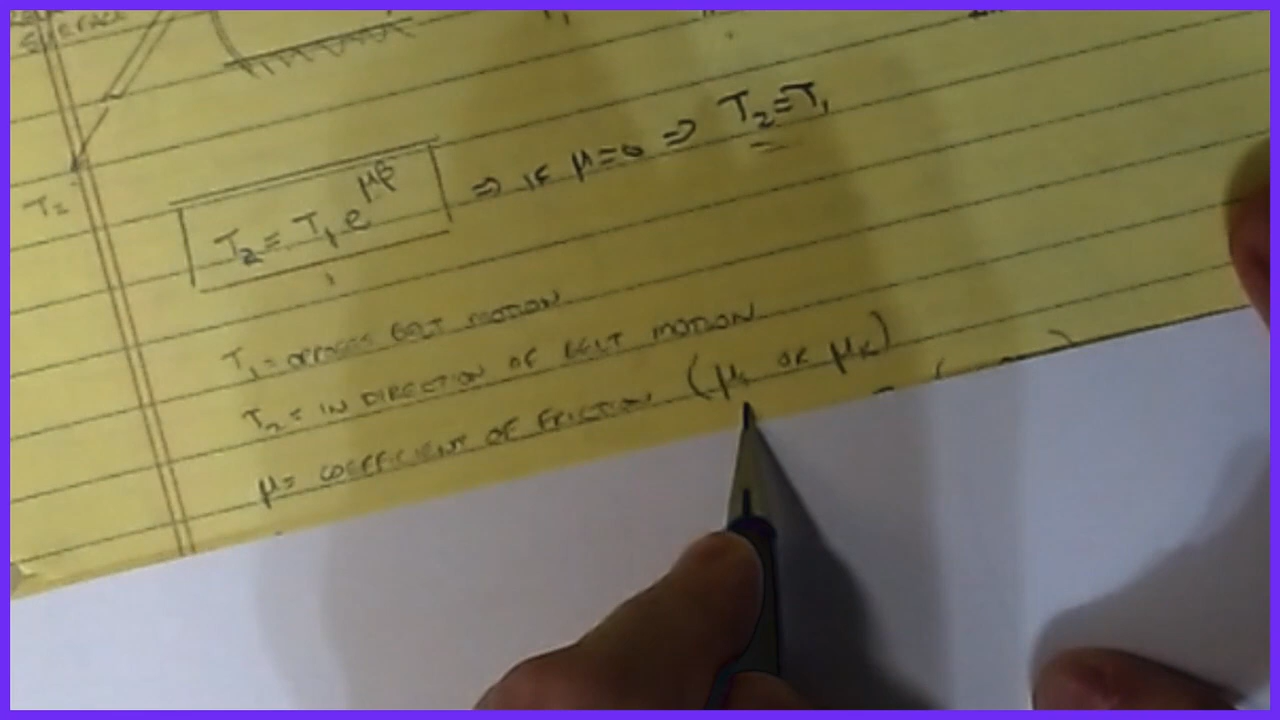 SURFACE
T₂
T₂ = T₁ e^μβ ⇒ IF μ=0 ⇒ T₂=T₁
T₁ = OPPOSES BELT MOTION
T₂ = IN DIRECTION OF BELT MOTION
μ = COEFFICIENT OF FRICTION (μs OR μk)